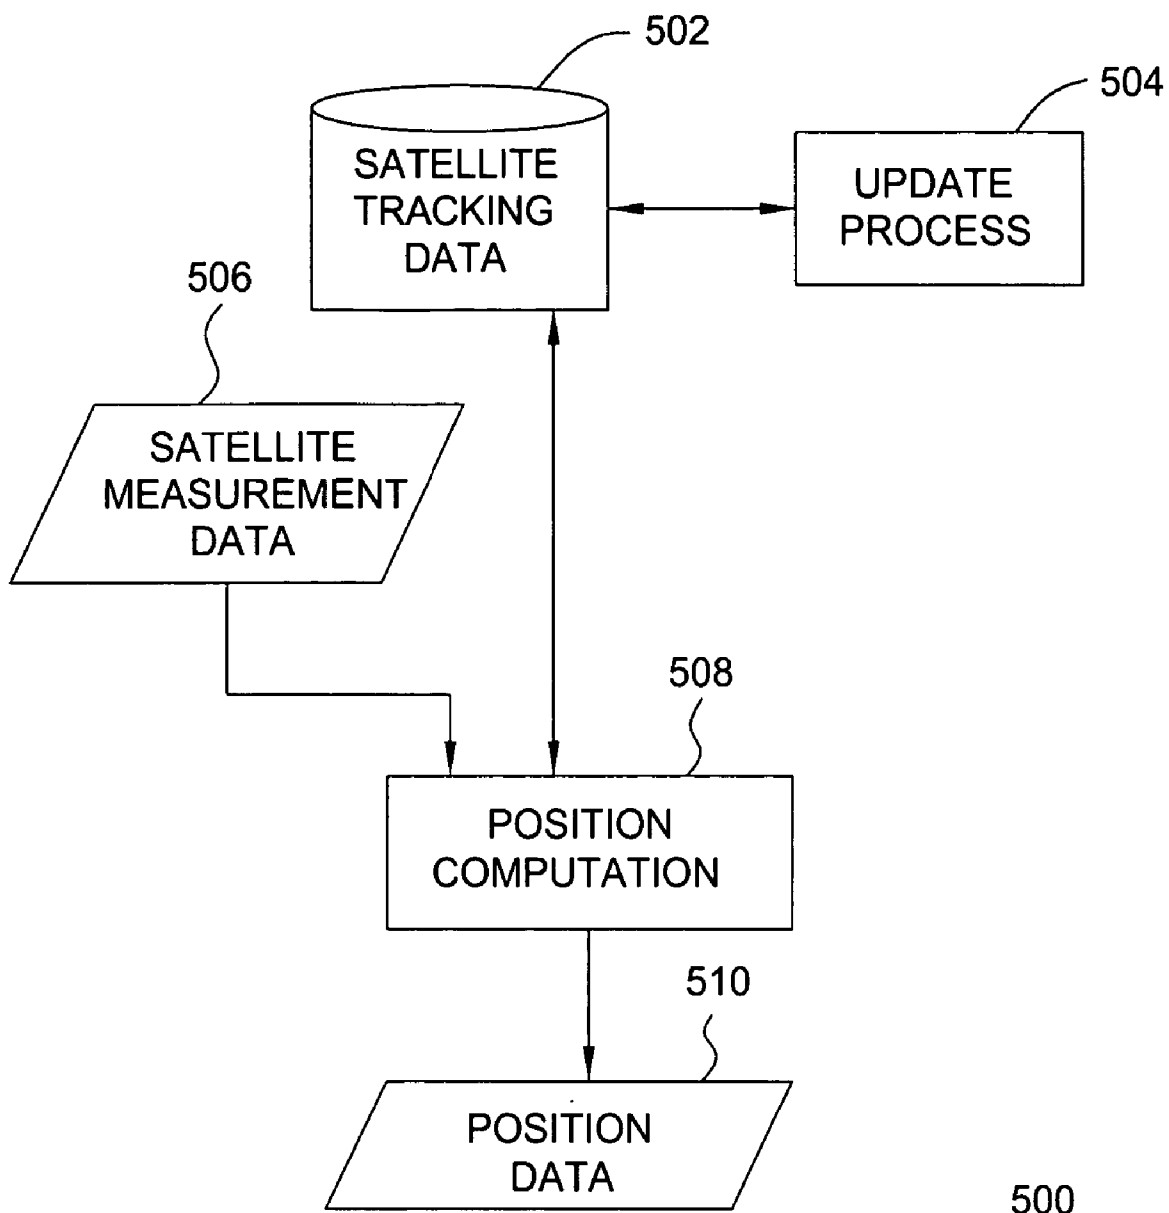 502
504
SATELLITE
TRACKING
DATA
UPDATE
PROCESS
506
SATELLITE
MEASUREMENT
DATA
508
POSITION
COMPUTATION
510
POSITION
DATA
500